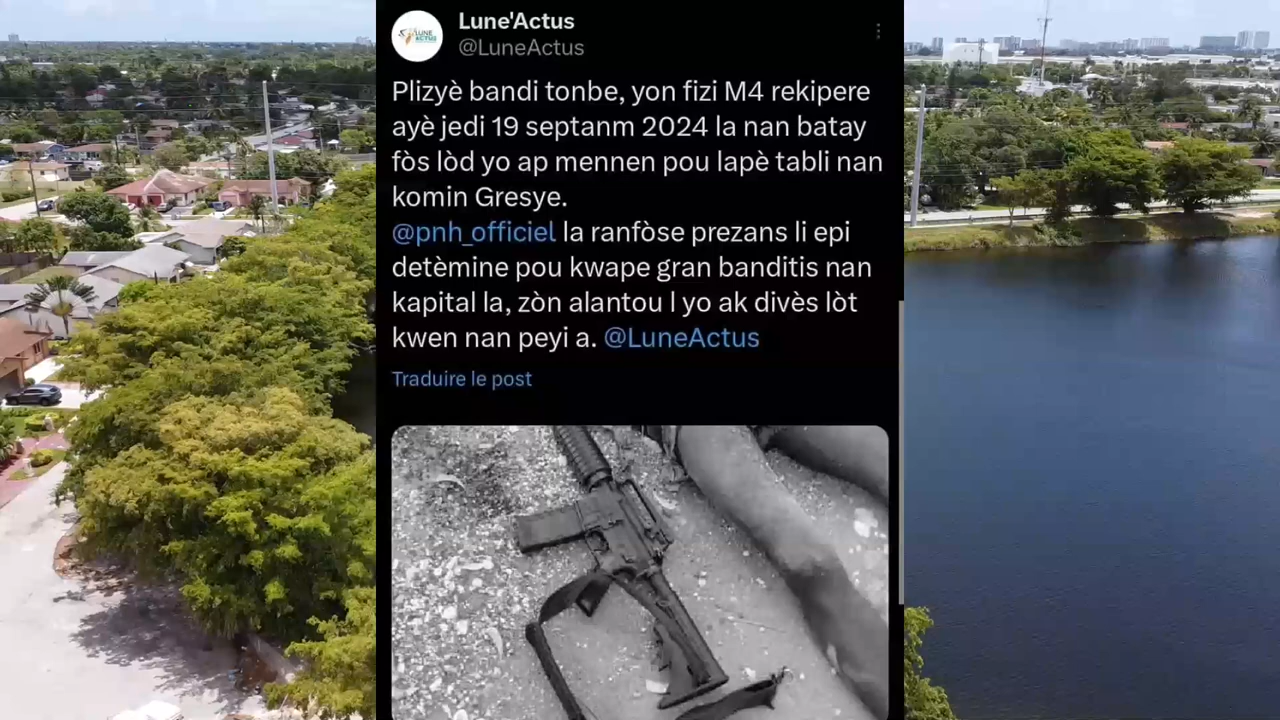 Lune'Actus
@LuneActus
LUNE
ACTUS
Plizyè bandi tonbe, yon fizi M4 rekipere
ayè jedi 19 septanm 2024 la nan batay
fòs lòd yo ap mennen pou lapè tabli nan
komin Gresye.
@pnh_officiel la ranfòse prezans li epi
detèmine pou kwape gran banditis nan
kapital la, zòn alantou l yo ak divès lòt
kwen nan peyi a. @LuneActus
Traduire le post